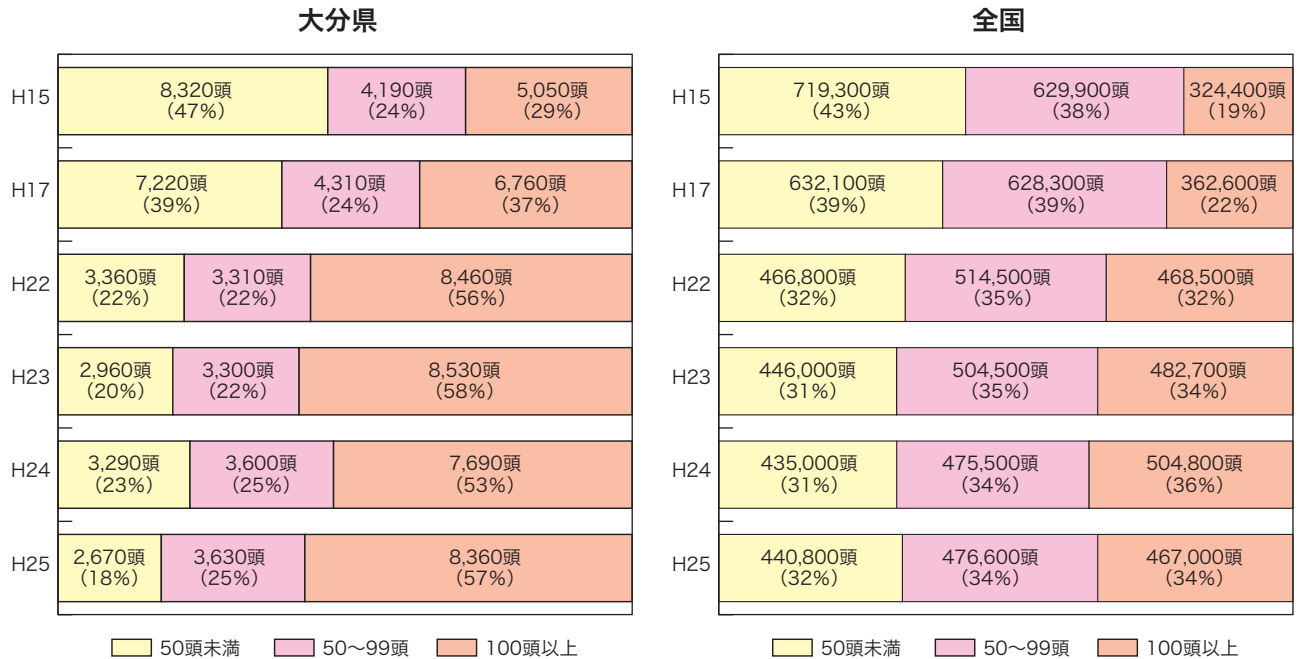 大分県
H15
8,320頭
(47%)
4,190頭
(24%)
5,050頭
(29%)
H17
7,220頭
(39%)
4,310頭
(24%)
6,760頭
(37%)
H22
3,360頭
(22%)
3,310頭
(22%)
8,460頭
(56%)
H23
2,960頭
(20%)
3,300頭
(22%)
8,530頭
(58%)
H24
3,290頭
(23%)
3,600頭
(25%)
7,690頭
(53%)
H25
2,670頭
(18%)
3,630頭
(25%)
8,360頭
(57%)
50頭未満
50〜99頭
100頭以上
全国
H15
719,300頭
(43%)
629,900頭
(38%)
324,400頭
(19%)
H17
632,100頭
(39%)
628,300頭
(39%)
362,600頭
(22%)
H22
466,800頭
(32%)
514,500頭
(35%)
468,500頭
(32%)
H23
446,000頭
(31%)
504,500頭
(35%)
482,700頭
(34%)
H24
435,000頭
(31%)
475,500頭
(34%)
504,800頭
(36%)
H25
440,800頭
(32%)
476,600頭
(34%)
467,000頭
(34%)
50頭未満
50〜99頭
100頭以上